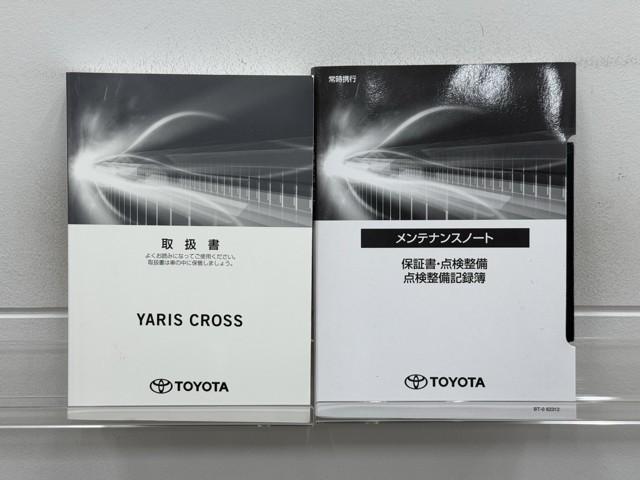 取扱書
よくお読みになってご使用ください。
取扱書は車の中に保管しましょう。
YARIS CROSS
TOYOTA
常時携行
メンテナンスノート
保証書・点検整備
点検整備記録簿
TOYOTA